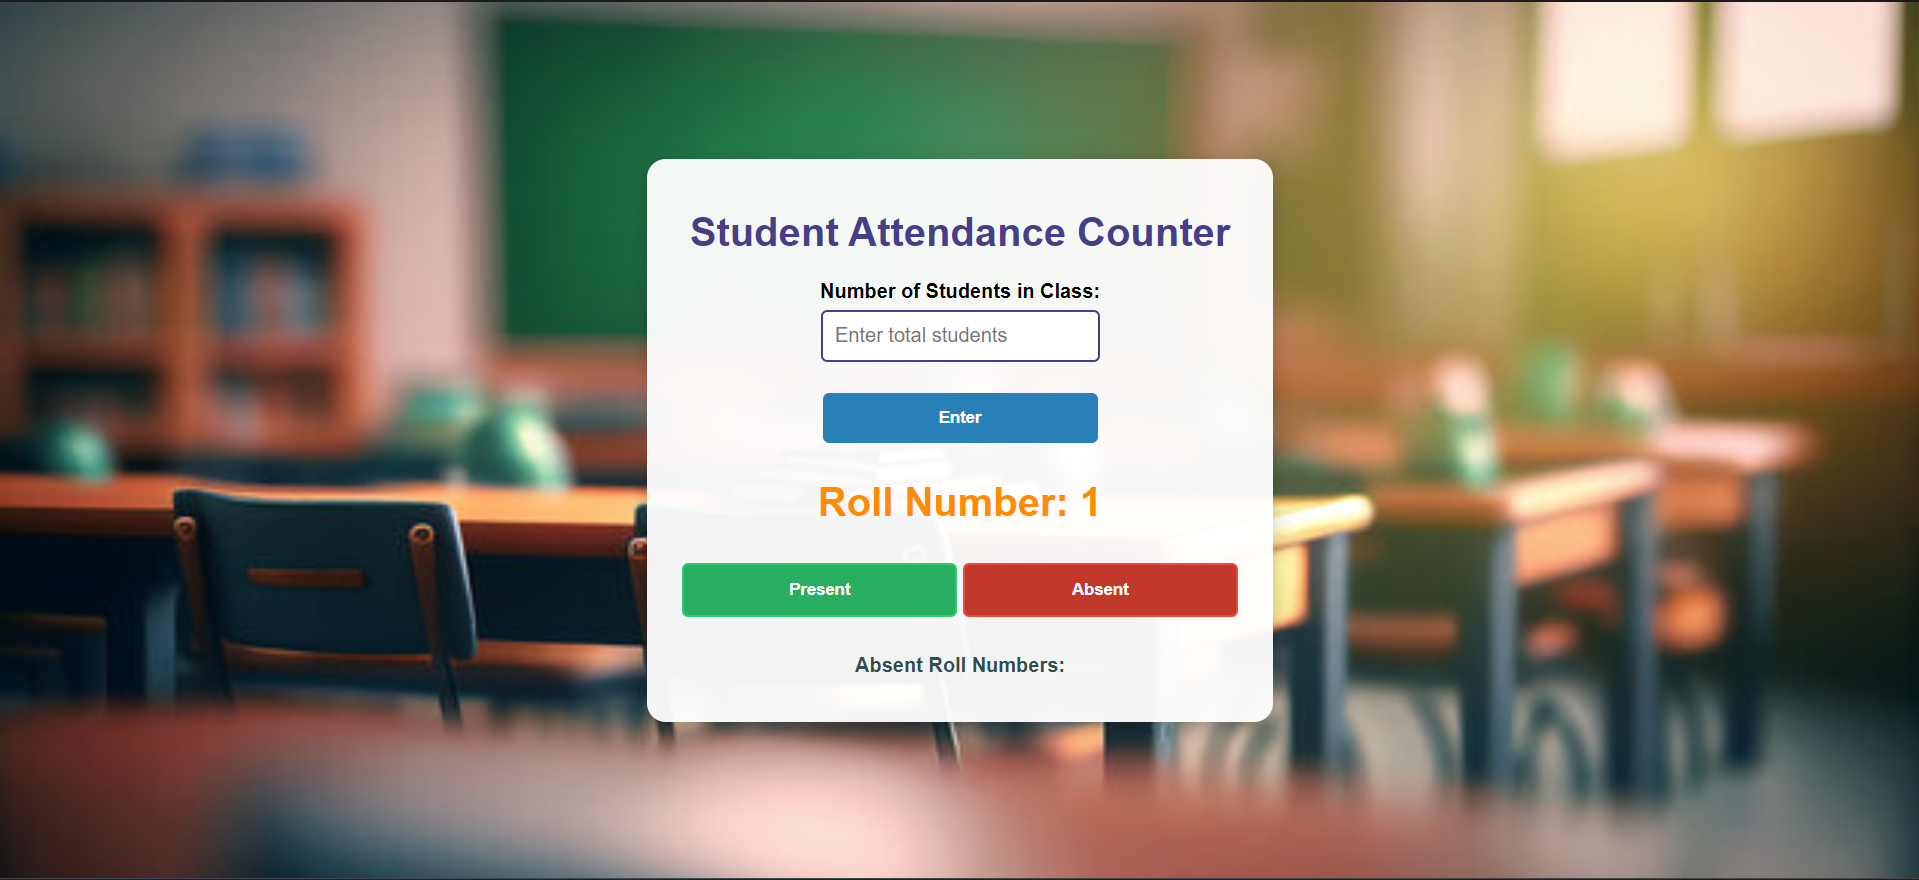 Student Attendance Counter
Number of Students in Class:
Enter total students
Enter
Roll Number: 1
Present Absent
Absent Roll Numbers: